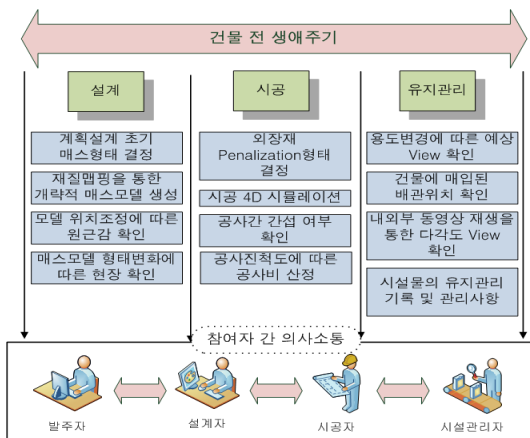 건물 전 생애주기
설계
계획설계 초기
매스형태 결정
재질맵핑을 통한
개략적 매스모델 생성
모델 위치조정에 따른
원근감 확인
매스모델 형태변화에
따른 현장 확인
시공
외장재
Penalization형태
결정
시공 4D 시뮬레이션
공사간 간섭 여부
확인
공사진척도에 따른
공사비 산정
유지관리
용도변경에 따른 예상
View 확인
건물에 매입된
배관위치 확인
내외부 동영상 재생을
통한 다각도 View
확인
시설물의 유지관리
기록 및 관리사항
참여자 간 의사소통
발주자
설계자
시공자
시설관리자